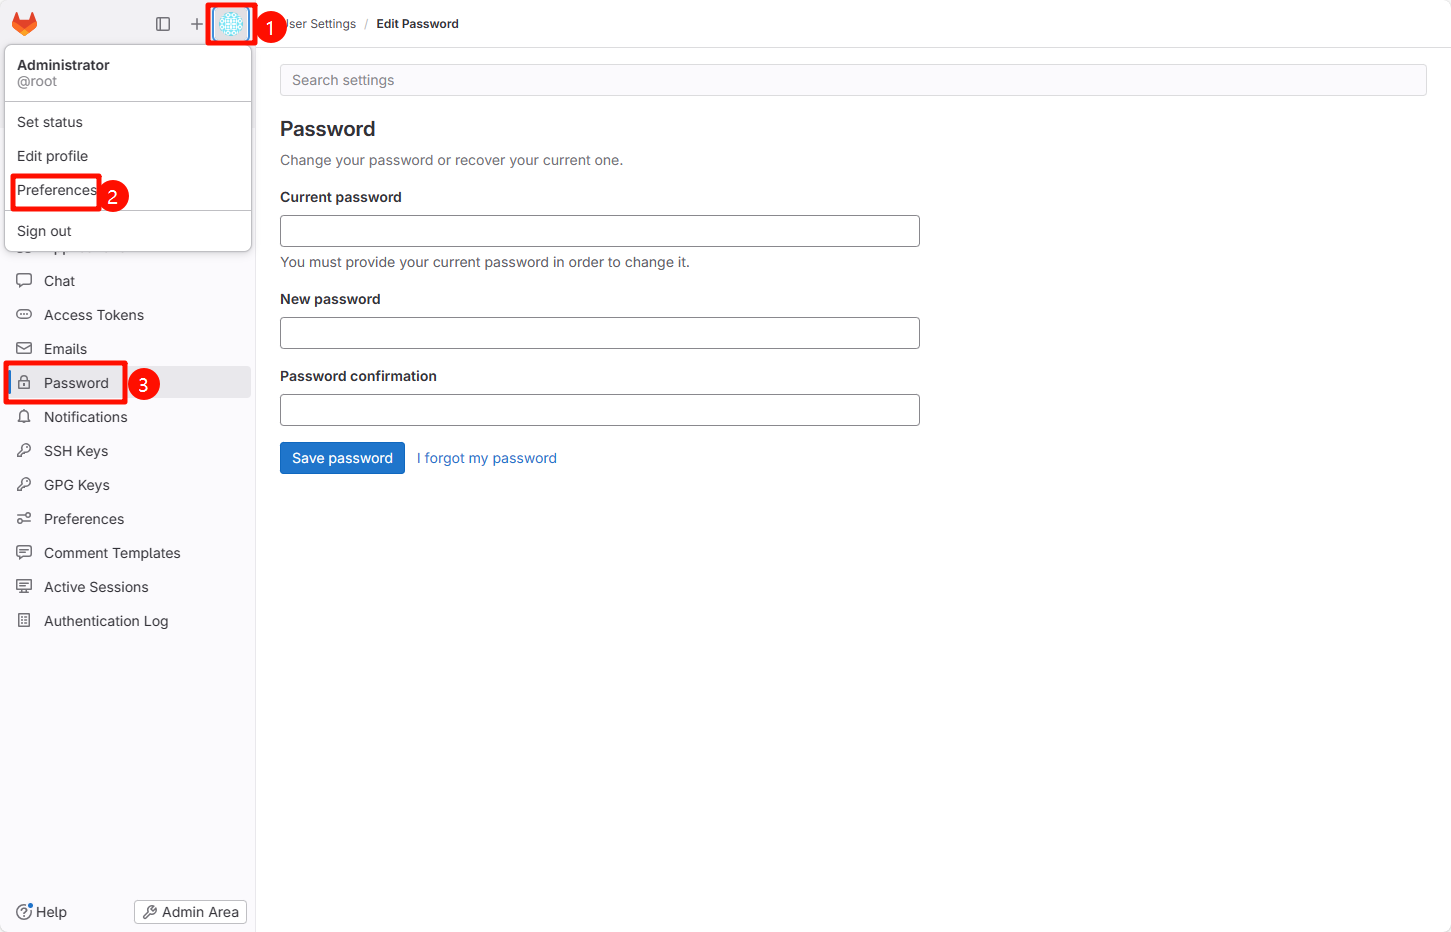 1
ser Settings / Edit Password
Administrator
@root
Set status
Edit profile
Preferences
2
Sign out
Chat
Access Tokens
Emails
Password
3
Notifications
SSH Keys
GPG Keys
Preferences
Comment Templates
Active Sessions
Authentication Log
Help
Admin Area
Search settings
Password
Change your password or recover your current one.
Current password
You must provide your current password in order to change it.
New password
Password confirmation
Save password
I forgot my password